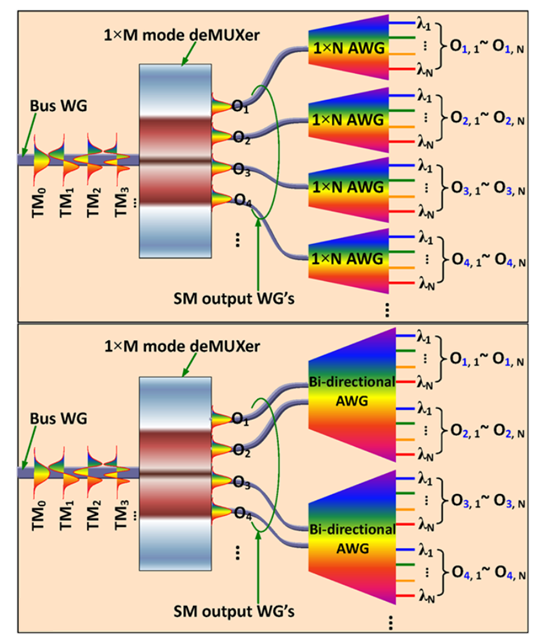 1×M mode deMUXer
Bus WG
TM0
TM1
TM2
TM3
...
O1
O2
O3
O4
...
SM output WG's
1×N AWG
λ1
...
λN
O1, 1~ O1, N
1×N AWG
λ1
...
λN
O2, 1~ O2, N
1×N AWG
λ1
...
λN
O3, 1~ O3, N
1×N AWG
λ1
...
λN
O4, 1~ O4, N
...
1×M mode deMUXer
Bus WG
TM0
TM1
TM2
TM3
...
O1
O2
O3
O4
...
SM output WG's
Bi-directional
AWG
λ1
...
λN
O1, 1~ O1, N
λ1
...
λN
O2, 1~ O2, N
Bi-directional
AWG
λ1
...
λN
O3, 1~ O3, N
λ1
...
λN
O4, 1~ O4, N
...